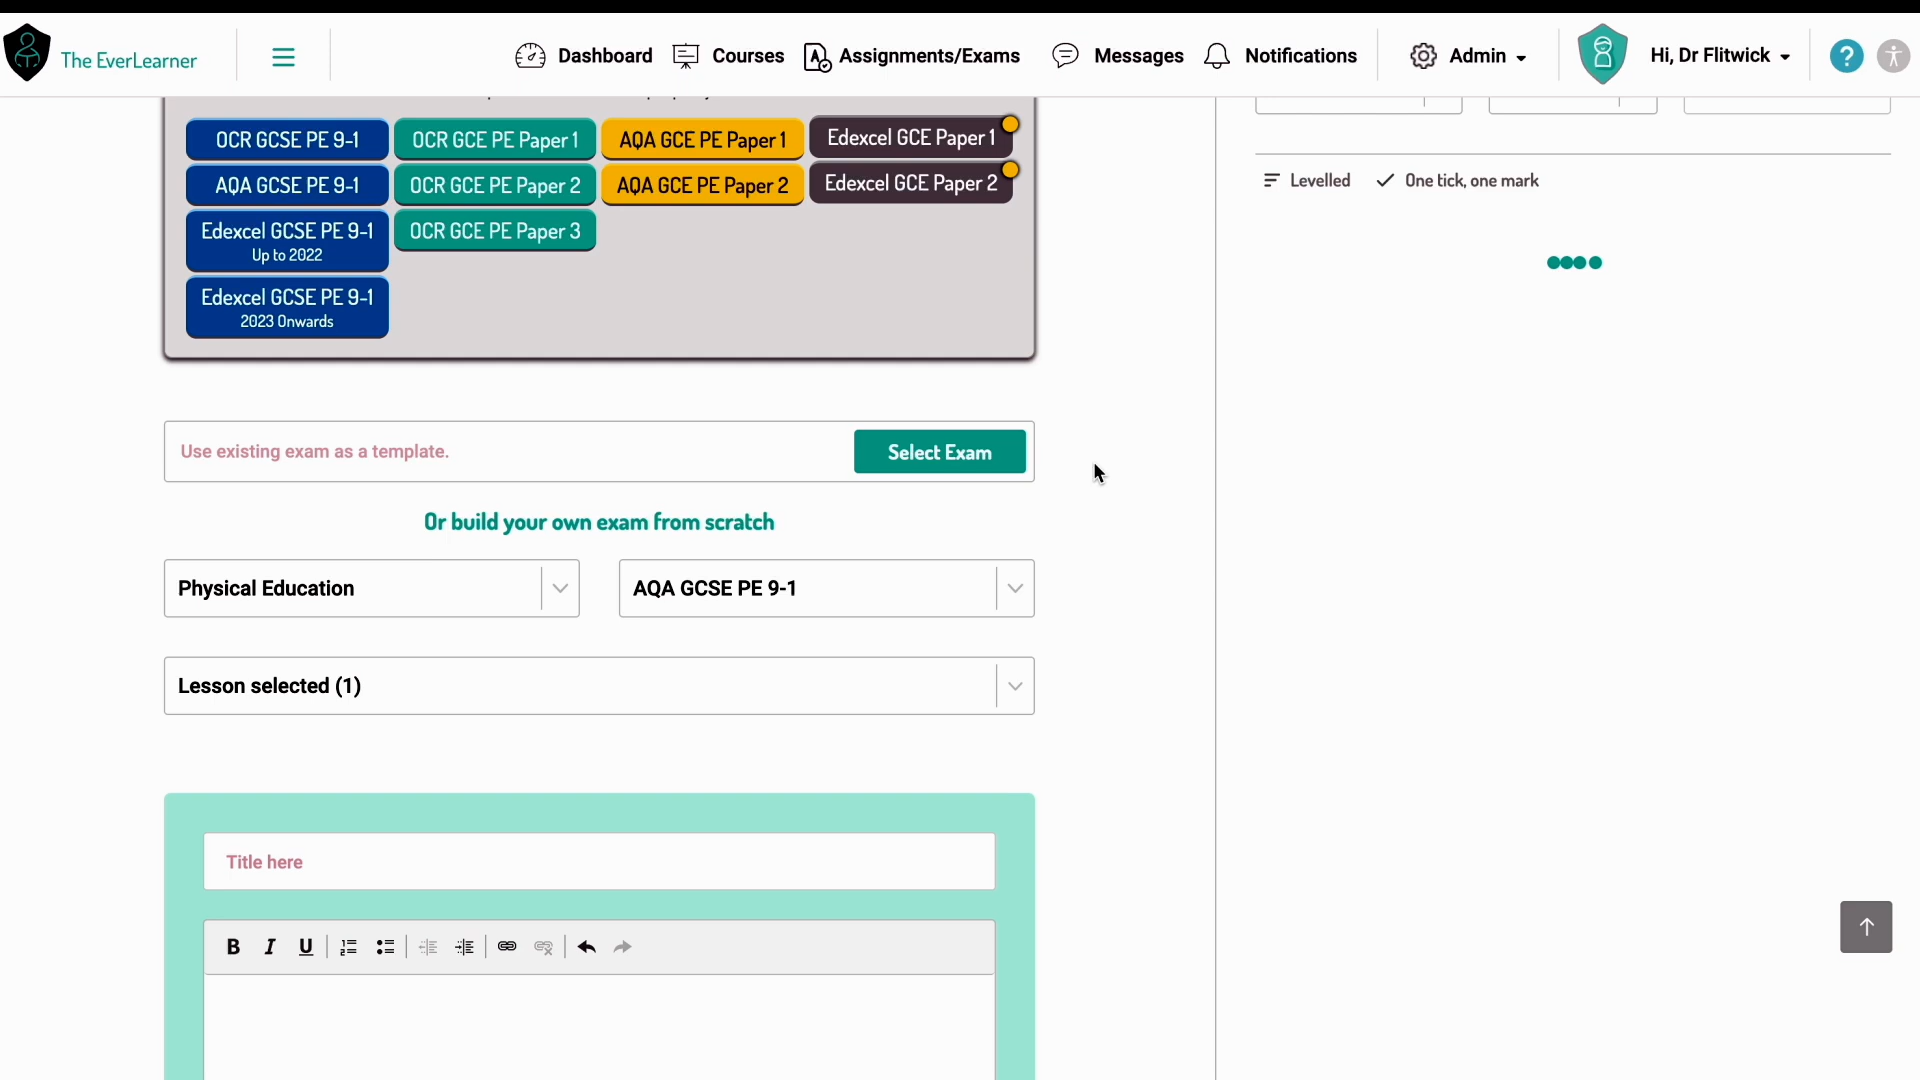 The EverLearner
Dashboard
Courses
Assignments/Exams
Messages
Notifications
Admin
Hi, Dr Flitwick
?
OCR GCSE PE 9-1
OCR GCE PE Paper 1
AQA GCE PE Paper 1
Edexcel GCE Paper 1
AQA GCSE PE 9-1
OCR GCE PE Paper 2
AQA GCE PE Paper 2
Edexcel GCE Paper 2
Edexcel GCSE PE 9-1
Up to 2022
OCR GCE PE Paper 3
Edexcel GCSE PE 9-1
2023 Onwards
Levelled
One tick, one mark
Use existing exam as a template.
Select Exam
Or build your own exam from scratch
Physical Education
AQA GCSE PE 9-1
Lesson selected (1)
Title here
B I U